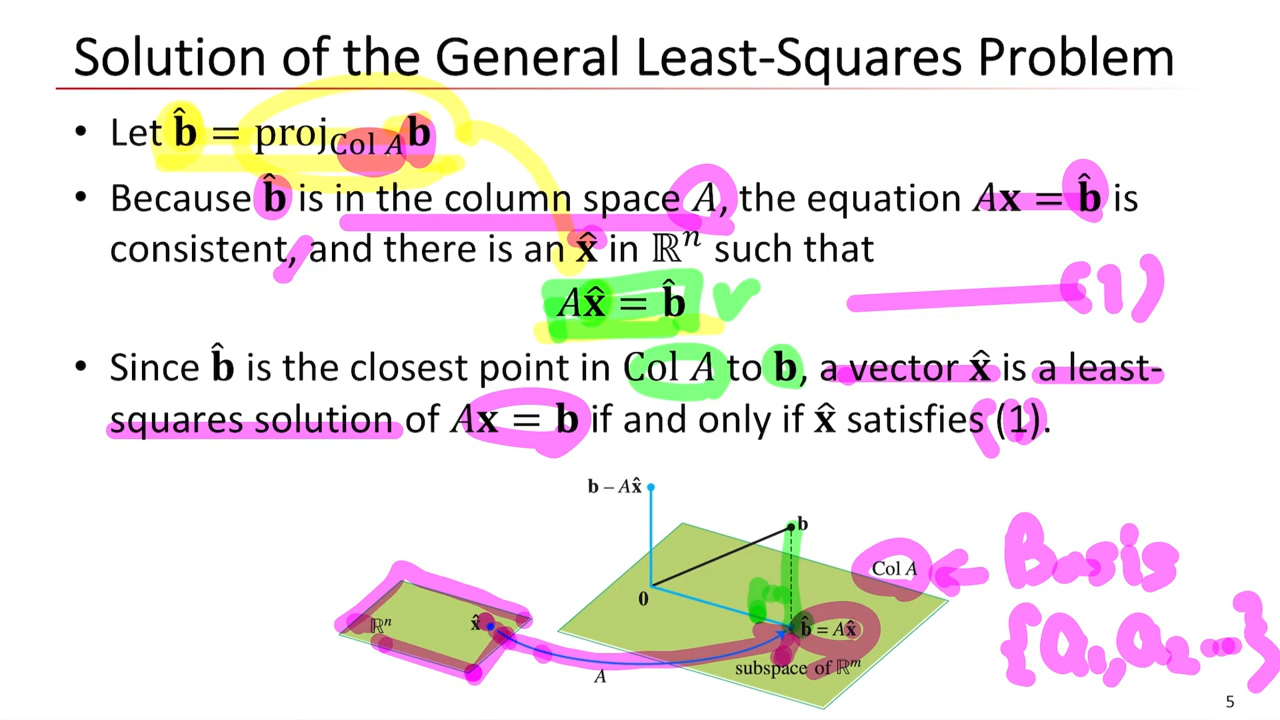 Solution of the General Least-Squares Problem
• Let b̂ = proj_Col A b
• Because b̂ is in the column space A, the equation Ax = b̂ is
consistent, and there is an x̂ in ℝⁿ such that
Ax̂ = b̂
(1)
• Since b̂ is the closest point in Col A to b, a vector x̂ is a least-
squares solution of Ax = b if and only if x̂ satisfies (1).
b – Ax̂
b
0
Col A
ℝⁿ
x̂
b̂ = Ax̂
subspace of ℝᵐ
A
Basis
{a₁, a₂ ...}
5